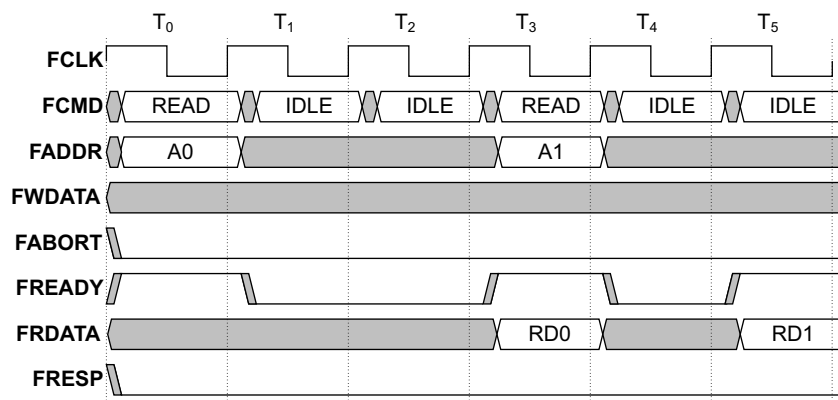 T0 T1 T2 T3 T4 T5
FCLK
FCMD READ IDLE IDLE READ IDLE IDLE
FADDR A0 A1
FWDATA
FABORT
FREADY
FRDATA RD0 RD1
FRESP